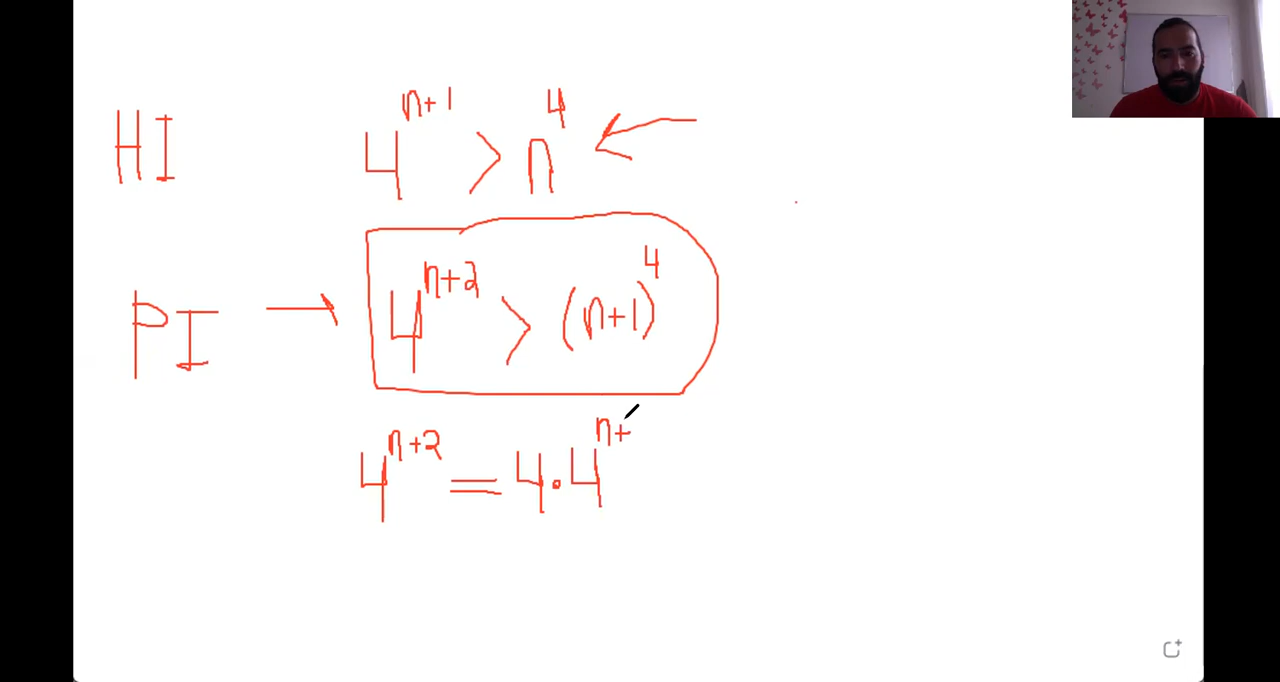 HI 4^{n+1} > n^4
PI → 4^{n+2} > (n+1)^4
4^{n+2} = 4·4^{n+